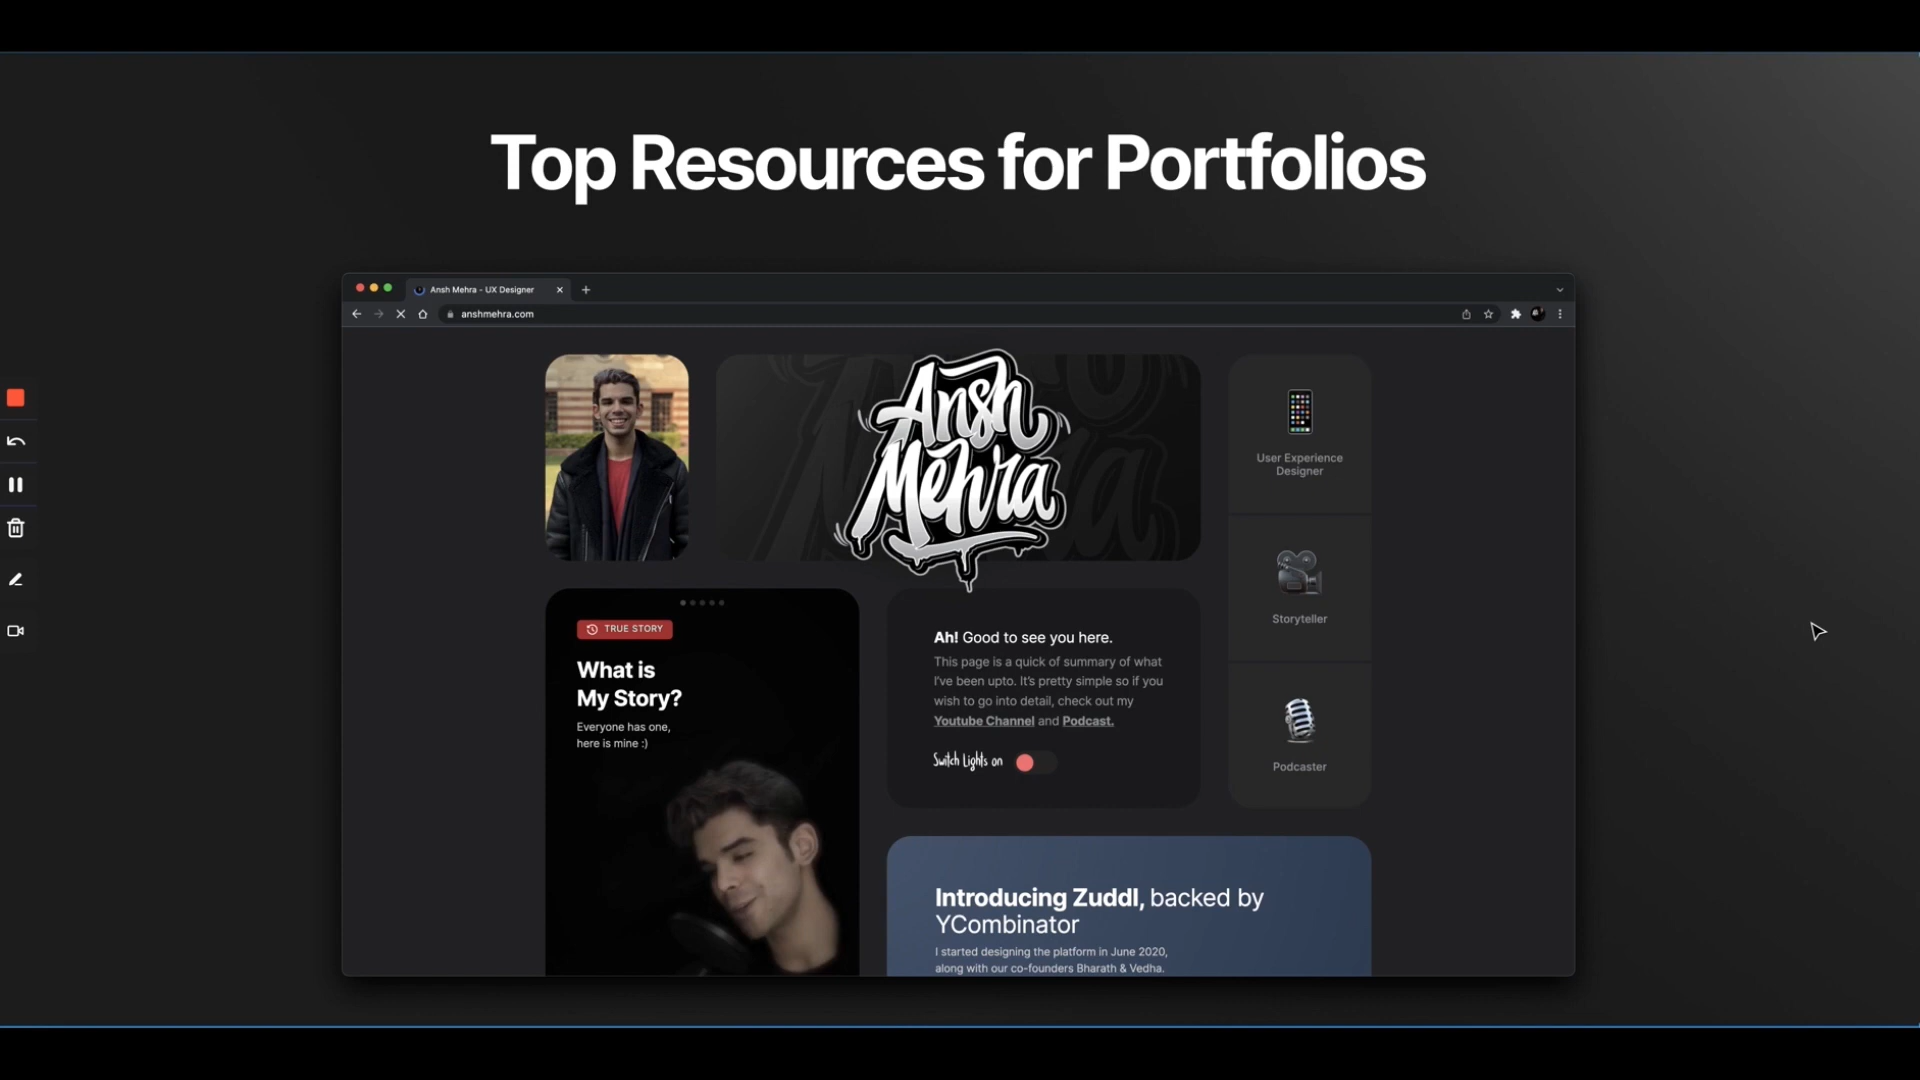 Top Resources for Portfolios
Ansh Mehra - UX Designer
anshmehra.com
Ansh
Mehra
User Experience
Designer
Storyteller
Podcaster
TRUE STORY
What is
My Story?
Everyone has one,
here is mine :)
Ah! Good to see you here.
This page is a quick of summary of what
I've been upto. It's pretty simple so if you
wish to go into detail, check out my
Youtube Channel and Podcast.
Switch Lights on
Introducing Zuddl, backed by
YCombinator
I started designing the platform in June 2020,
along with our co-founders Bharath & Vedha.